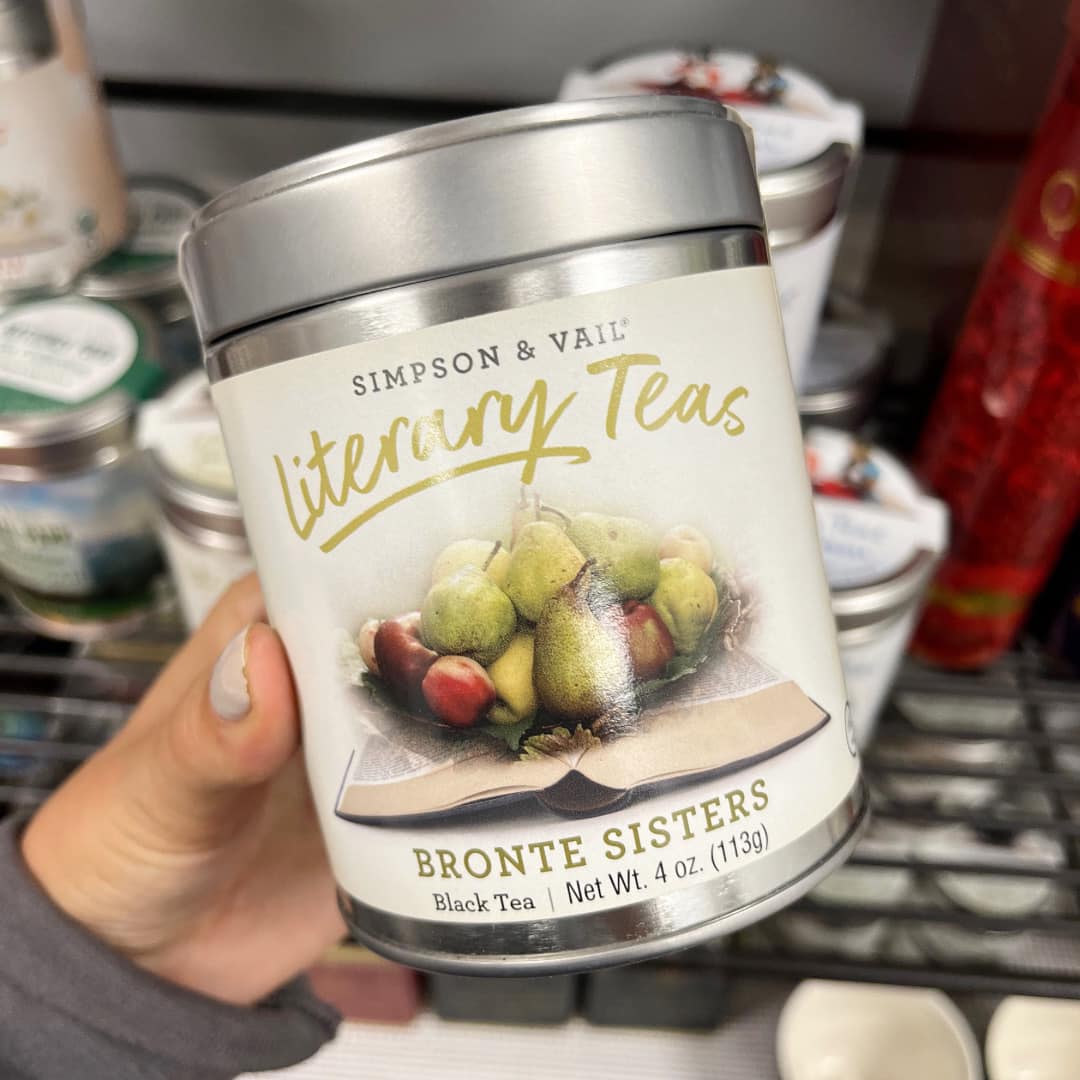 SIMPSON & VAIL®
Literary Teas
BRONTE SISTERS
Black Tea | Net Wt. 4 oz. (113g)